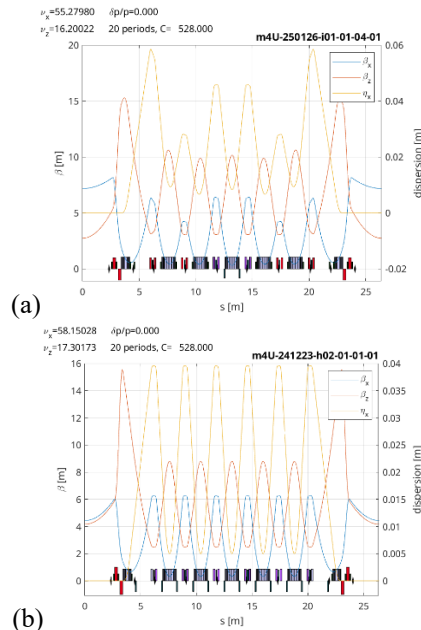 ν_x=55.27980 δp/p=0.000
ν_z=16.20022 20 periods, C= 528.000
m4U-250126-i01-01-04-01
β_x
β_z
η_x
β [m]
dispersion [m]
20
15
10
5
0
0.06
0.04
0.02
0
-0.02
0 5 10 15 20 25
s [m]
(a)
ν_x=58.15028 δp/p=0.000
ν_z=17.30173 20 periods, C= 528.000
m4U-241223-h02-01-01-01
β_x
β_z
η_x
β [m]
dispersion [m]
16
14
12
10
8
6
4
2
0
0.04
0.035
0.03
0.025
0.02
0.015
0.01
0.005
0
0 5 10 15 20 25
s [m]
(b)